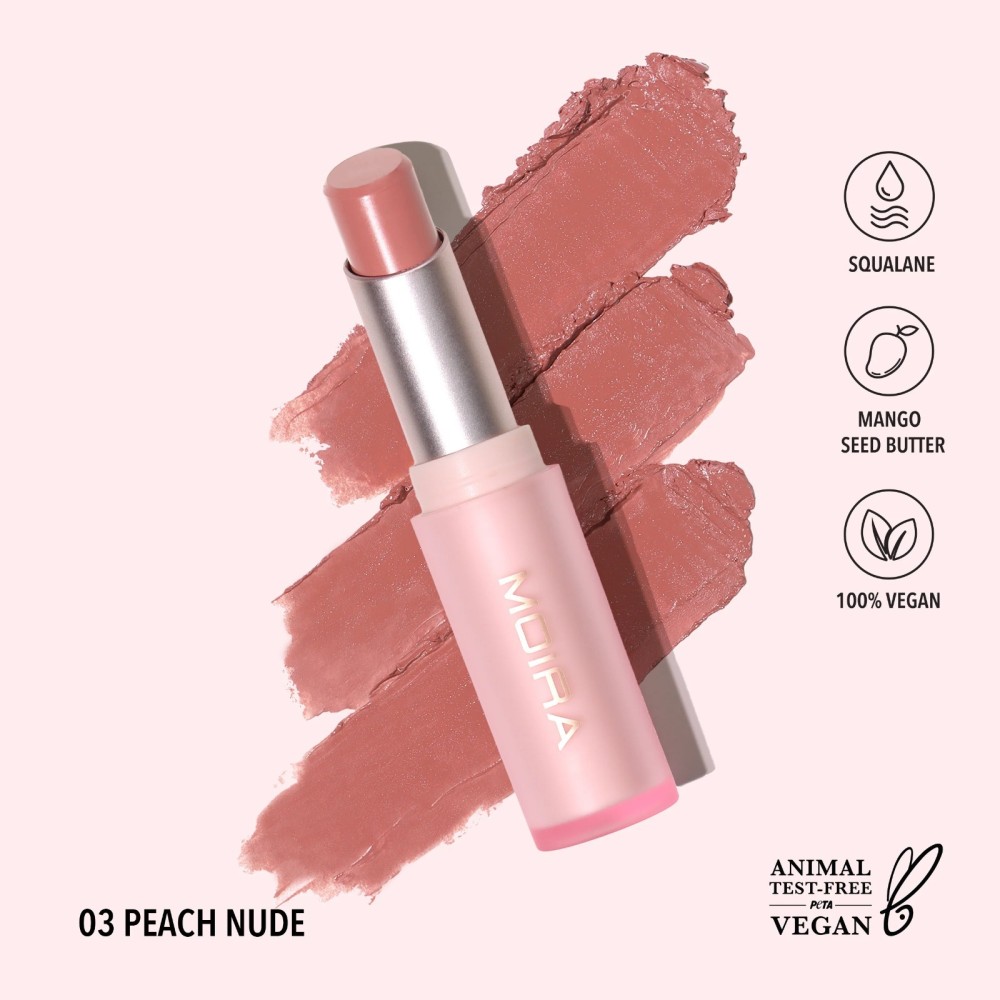 SQUALANE
MANGO
SEED BUTTER
100% VEGAN
MOIRA
03 PEACH NUDE
ANIMAL
TEST-FREE
PETA
VEGAN